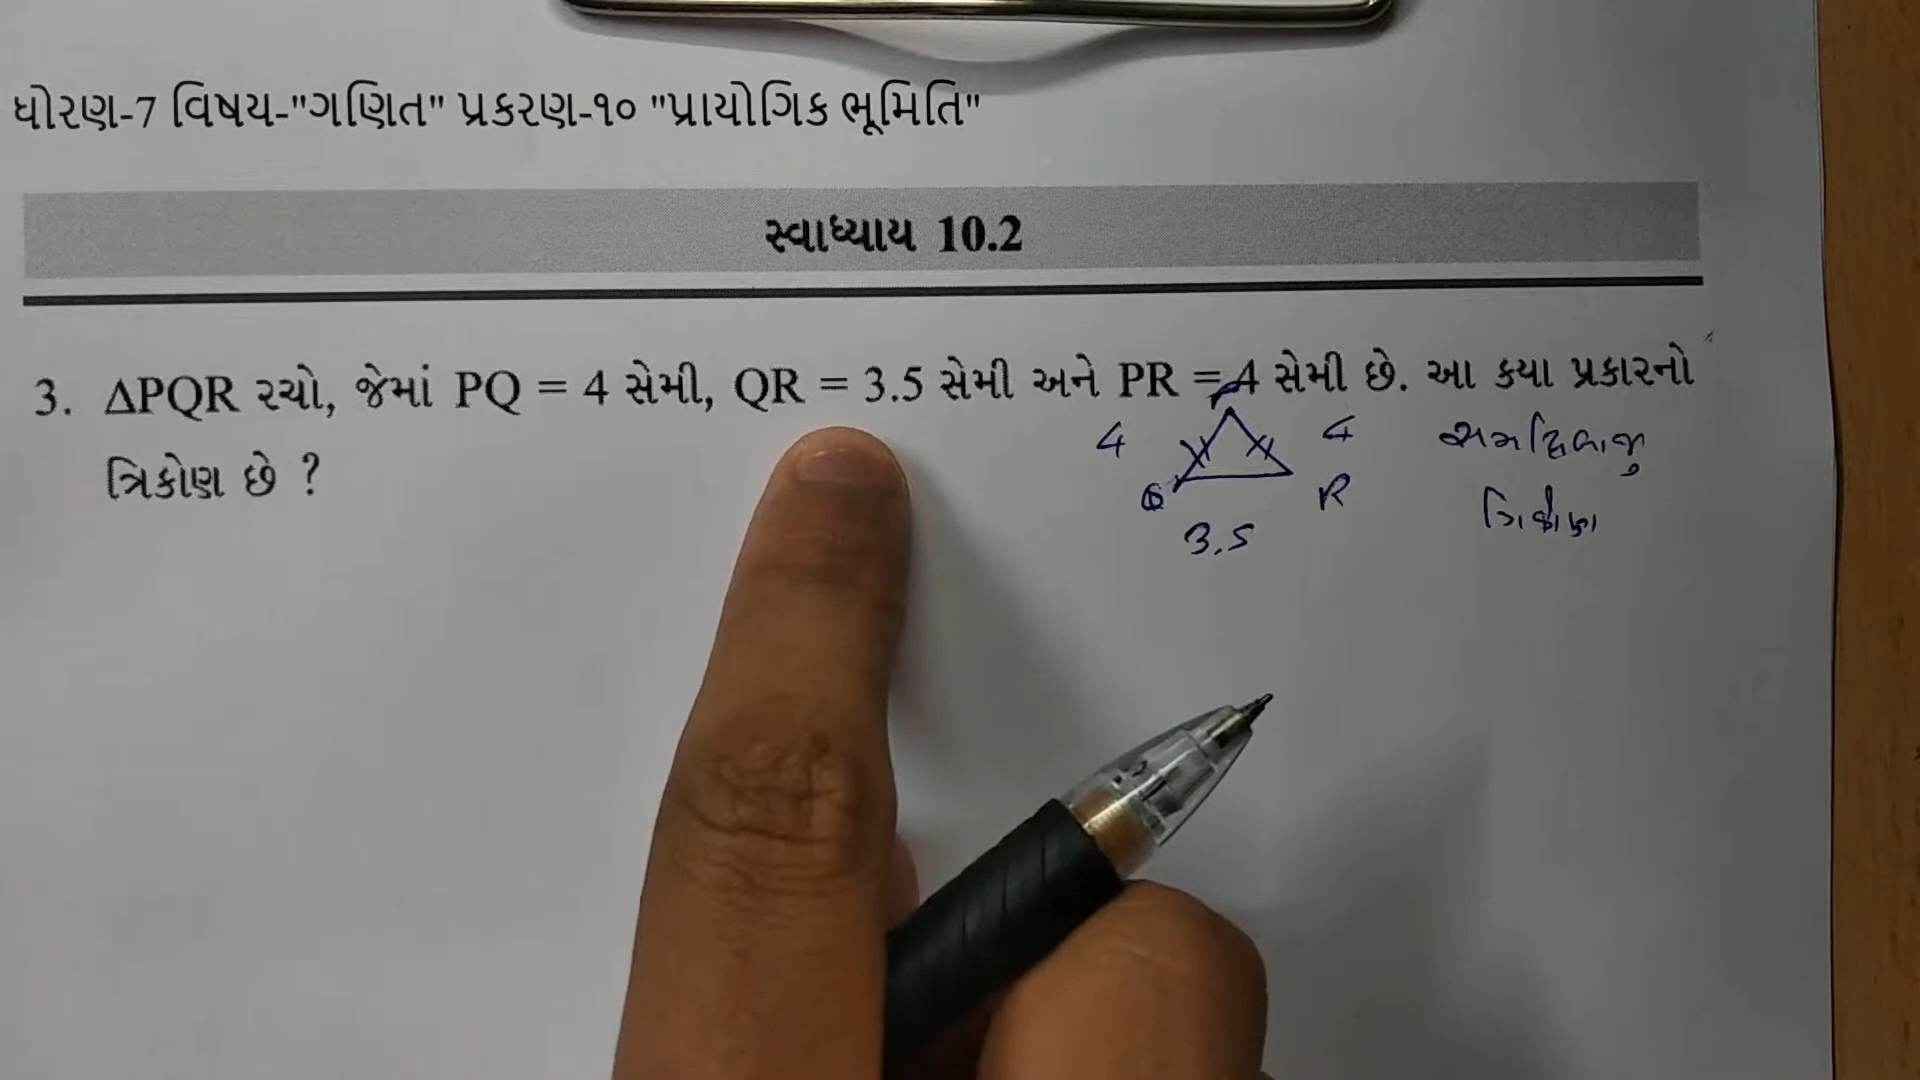 ધોરણ-7 વિષય-"ગણિત" પ્રકરણ-૧૦ "પ્રાયોગિક ભૂમિતિ"
સ્વાધ્યાય 10.2
3. ΔPQR રચો, જેમાં PQ = 4 સેમી, QR = 3.5 સેમી અને PR = 4 સેમી છે. આ કયા પ્રકારનો
ત્રિકોણ છે ?
P
4 4 સમદ્વિબાજુ
Q R ત્રિકોણ
3.5